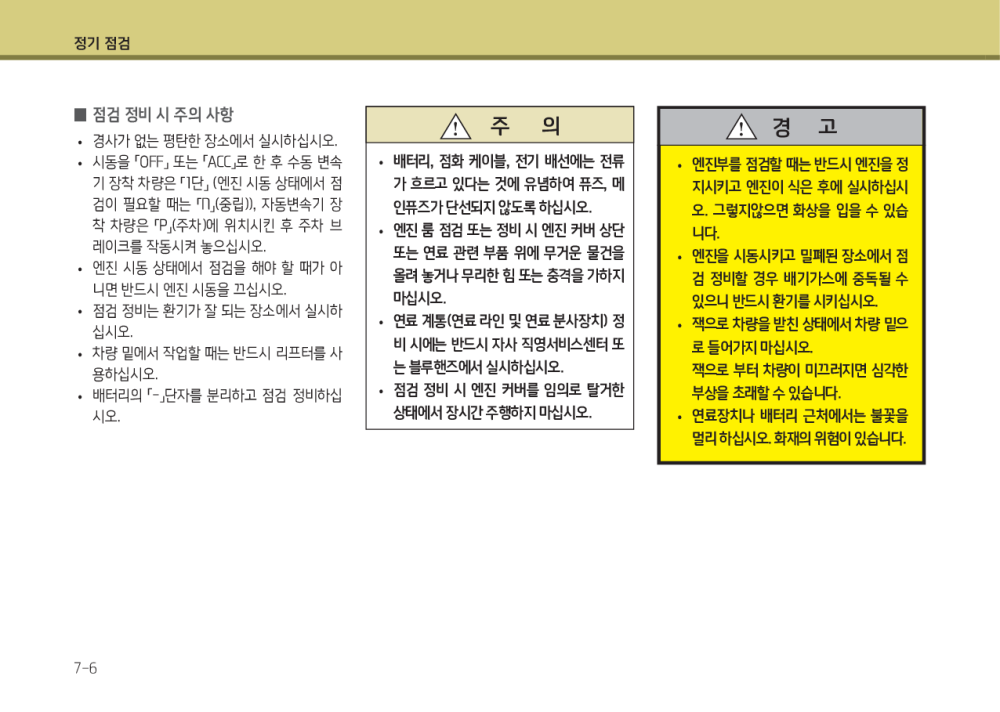 정기 점검
■ 점검 정비 시 주의 사항
• 경사가 없는 평탄한 장소에서 실시하십시오.
• 시동을 「OFF」 또는 「ACC」로 한 후 수동 변속
기 장착 차량은 「1단」 (엔진 시동 상태에서 점
검이 필요할 때는 「N」(중립)), 자동변속기 장
착 차량은 「P」(주차)에 위치시킨 후 주차 브
레이크를 작동시켜 놓으십시오.
• 엔진 시동 상태에서 점검을 해야 할 때가 아
니면 반드시 엔진 시동을 끄십시오.
• 점검 정비는 환기가 잘 되는 장소에서 실시하
십시오.
• 차량 밑에서 작업할 때는 반드시 리프터를 사
용하십시오.
• 배터리의 「-」단자를 분리하고 점검 정비하십
시오.
주 의
• 배터리, 점화 케이블, 전기 배선에는 전류
가 흐르고 있다는 것에 유념하여 퓨즈, 메
인퓨즈가 단선되지 않도록 하십시오.
• 엔진 룸 점검 또는 정비 시 엔진 커버 상단
또는 연료 관련 부품 위에 무거운 물건을
올려 놓거나 무리한 힘 또는 충격을 가하지
마십시오.
• 연료 계통(연료 라인 및 연료 분사장치) 정
비 시에는 반드시 자사 직영서비스센터 또
는 블루핸즈에서 실시하십시오.
• 점검 정비 시 엔진 커버를 임의로 탈거한
상태에서 장시간 주행하지 마십시오.
경 고
• 엔진부를 점검할 때는 반드시 엔진을 정
지시키고 엔진이 식은 후에 실시하십시
오. 그렇지않으면 화상을 입을 수 있습
니다.
• 엔진을 시동시키고 밀폐된 장소에서 점
검 정비할 경우 배기가스에 중독될 수
있으니 반드시 환기를 시키십시오.
• 잭으로 차량을 받친 상태에서 차량 밑으
로 들어가지 마십시오.
잭으로 부터 차량이 미끄러지면 심각한
부상을 초래할 수 있습니다.
• 연료장치나 배터리 근처에서는 불꽃을
멀리 하십시오. 화재의 위험이 있습니다.
7-6